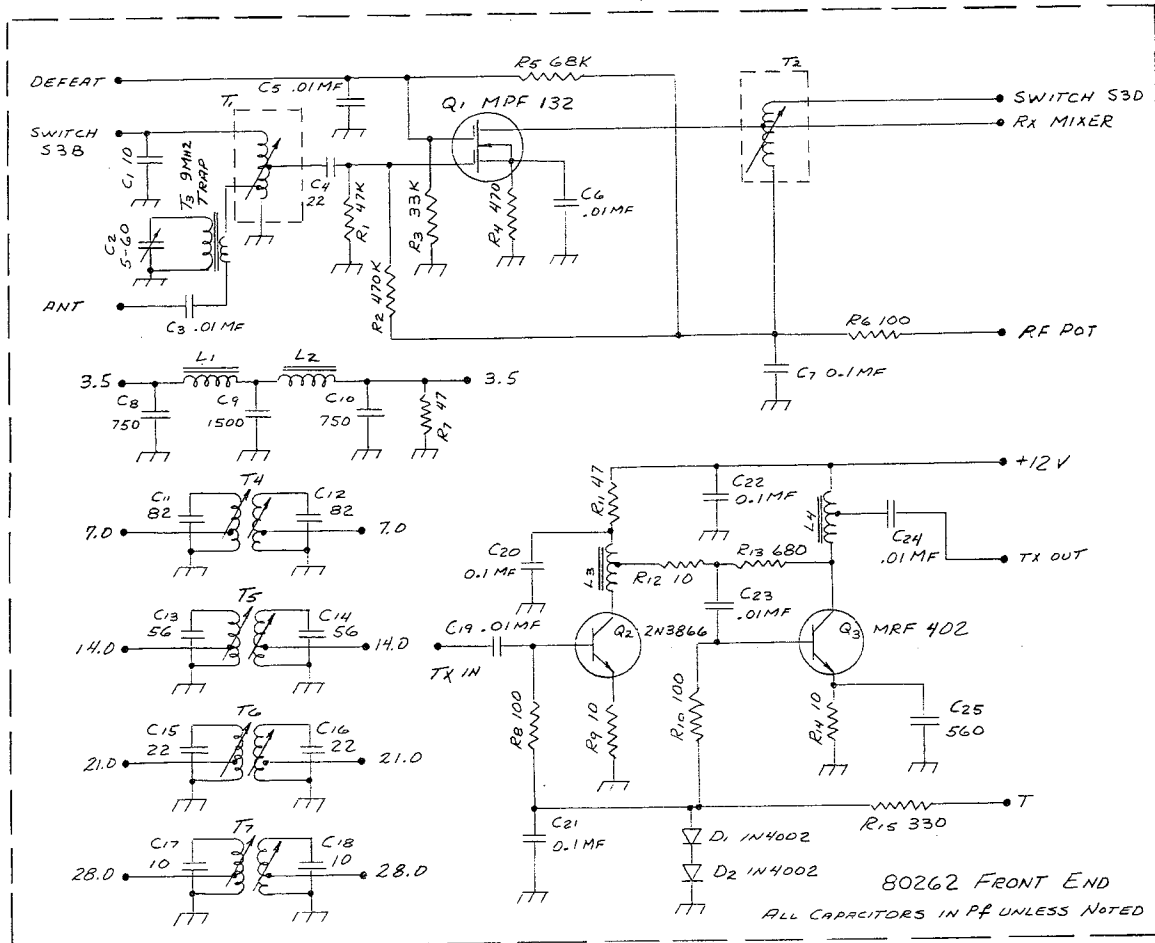 DEFEAT
C5 .01MF
R5 68K
T2
SWITCH S3D
RX MIXER
Q1 MPF 132
T1
SWITCH S3B
C1 10
T3 9MHZ TRAP
C2 5-60
C4 22
R1 47K
R3 33K
R4 470
C6 .01MF
R2 470K
ANT
C3 .01MF
R6 100
RF POT
C7 0.1MF
3.5
L1
L2
3.5
C8 750
C9 1500
C10 750
R7 47
7.0
C11 82
T4
C12 82
7.0
14.0
C13 56
T5
C14 56
14.0
21.0
C15 22
T6
C16 22
21.0
28.0
C17 10
T7
C18 10
28.0
+12V
R11 47
C22 0.1MF
L4
C24 .01MF
TX OUT
C20 0.1MF
L3
R12 10
R13 680
C23 .01MF
C19 .01MF
TX IN
Q2 2N3866
Q3 MRF 402
R8 100
R9 10
R10 100
R14 10
C25 560
T
R15 330
C21 0.1MF
D1 1N4002
D2 1N4002
80262 FRONT END
ALL CAPACITORS IN Pf UNLESS NOTED